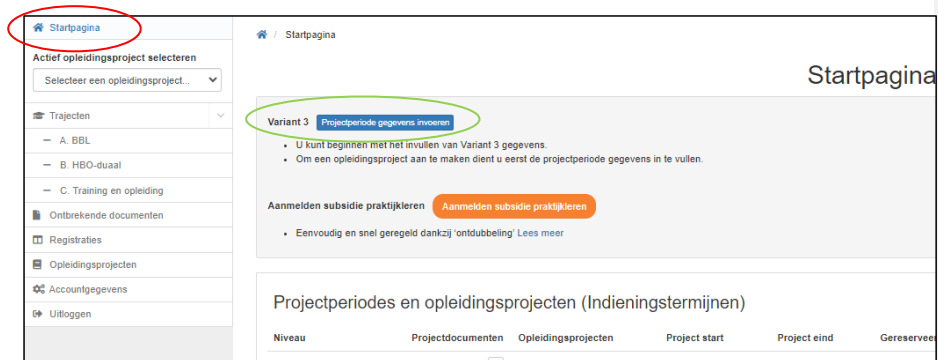 Startpagina
Actief opleidingsproject selecteren
Selecteer een opleidingsproject...
Trajecten
A. BBL
B. HBO-duaal
C. Training en opleiding
Ontbrekende documenten
Registraties
Opleidingsprojecten
Accountgegevens
Uitloggen
/ Startpagina
Startpagina
Variant 3 Projectperiode gegevens invoeren
• U kunt beginnen met het invullen van Variant 3 gegevens.
• Om een opleidingsproject aan te maken dient u eerst de projectperiode gegevens in te vullen.
Aanmelden subsidie praktijkleren Aanmelden subsidie praktijkleren
• Eenvoudig en snel geregeld dankzij 'ontdubbeling' Lees meer
Projectperiodes en opleidingsprojecten (Indieningstermijnen)
Niveau Projectdocumenten Opleidingsprojecten Project start Project eind Gereserveer